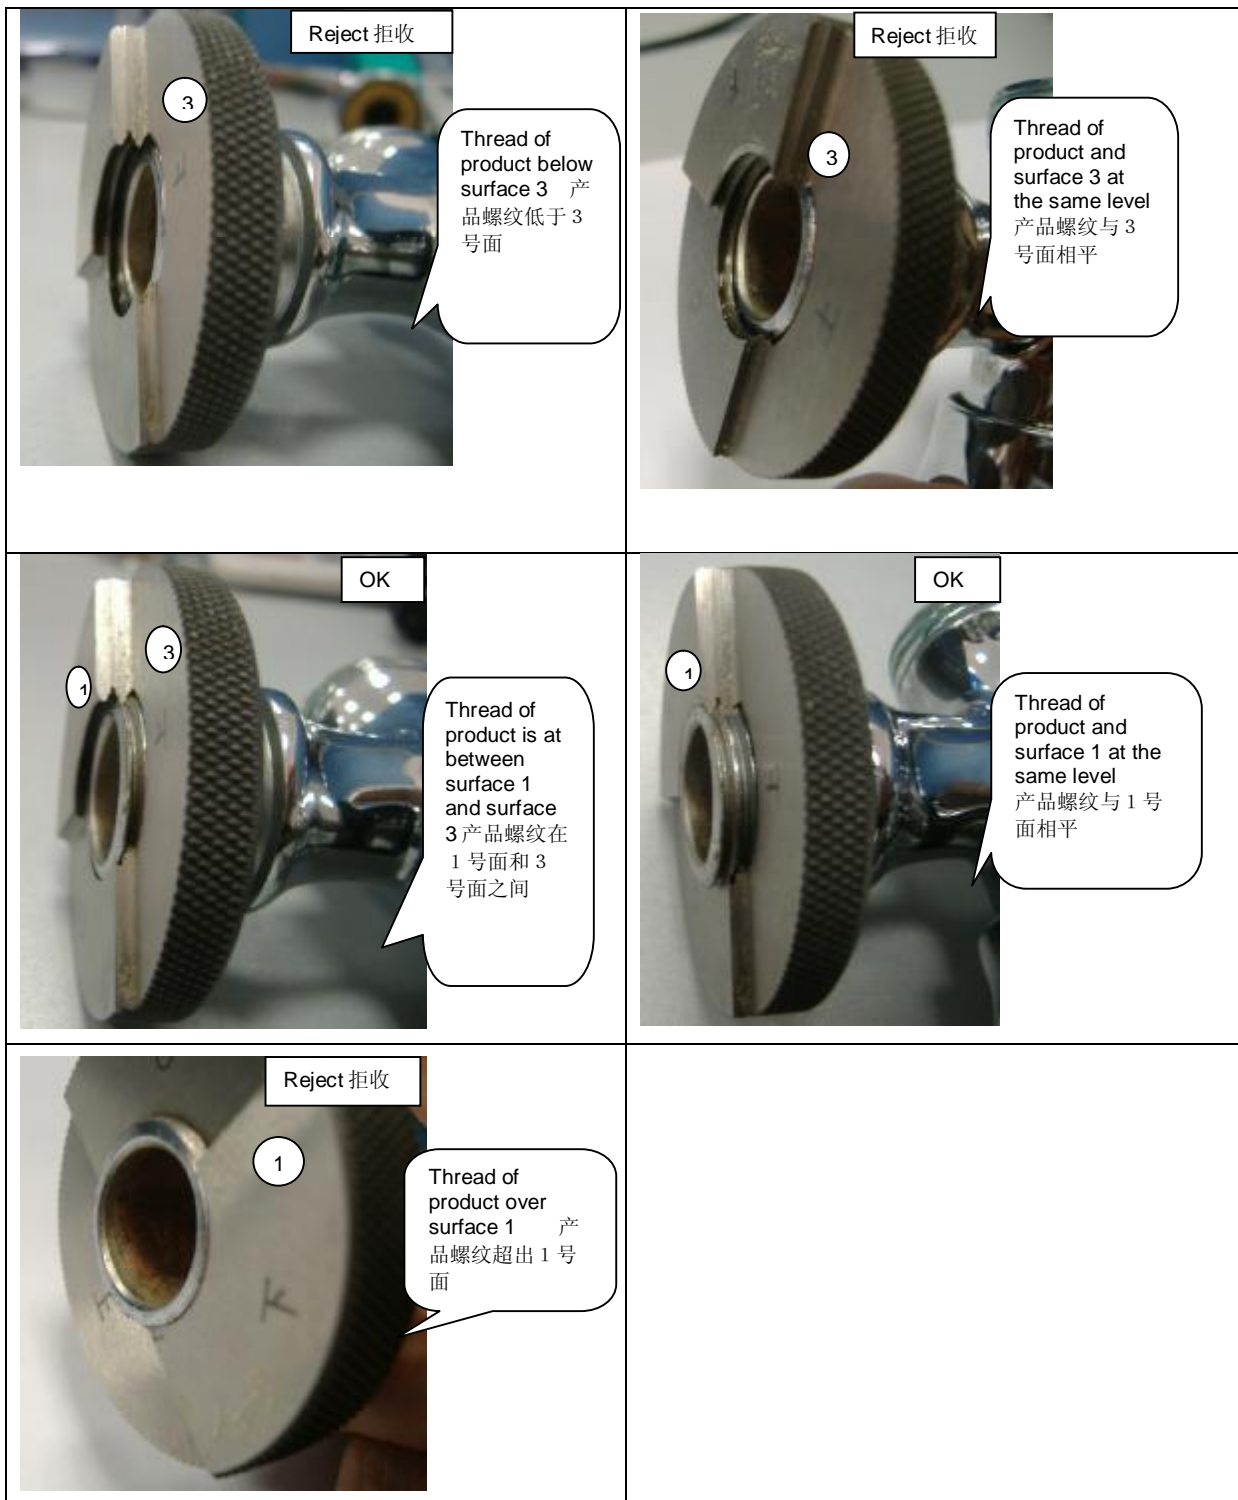 Reject 拒收
3
Thread of
product below
surface 3 产
品螺纹低于 3
号面
Reject 拒收
3
Thread of
product and
surface 3 at
the same level
产品螺纹与 3
号面相平
OK
1
3
Thread of
product is at
between
surface 1
and surface
3 产品螺纹在
1 号面和 3
号面之间
OK
1
Thread of
product and
surface 1 at the
same level
产品螺纹与 1 号
面相平
Reject 拒收
1
Thread of
product over
surface 1 产
品螺纹超出 1 号
面